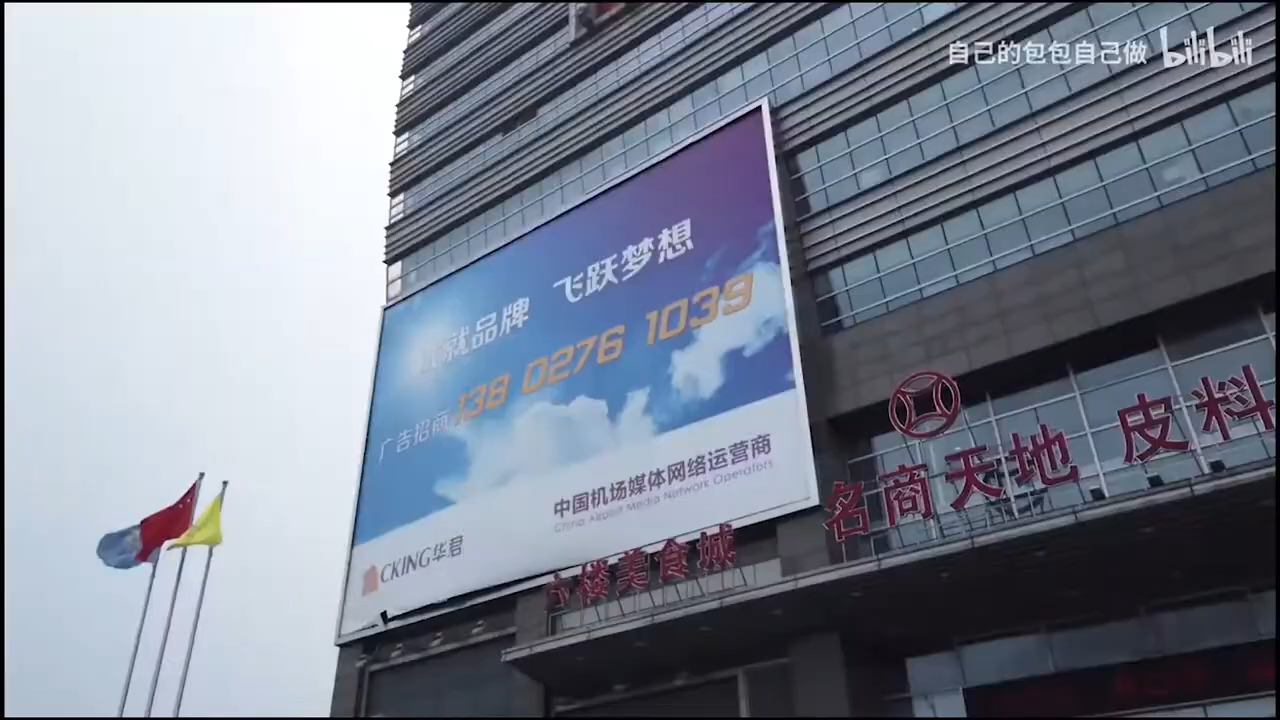 自己的包包自己做 bilibili
就品牌 飞跃梦想
广告招商 138 0276 1039
中国机场媒体网络运营商
China Airport Media Network Operators
CKING华君
六楼美食城
名商天地 皮料